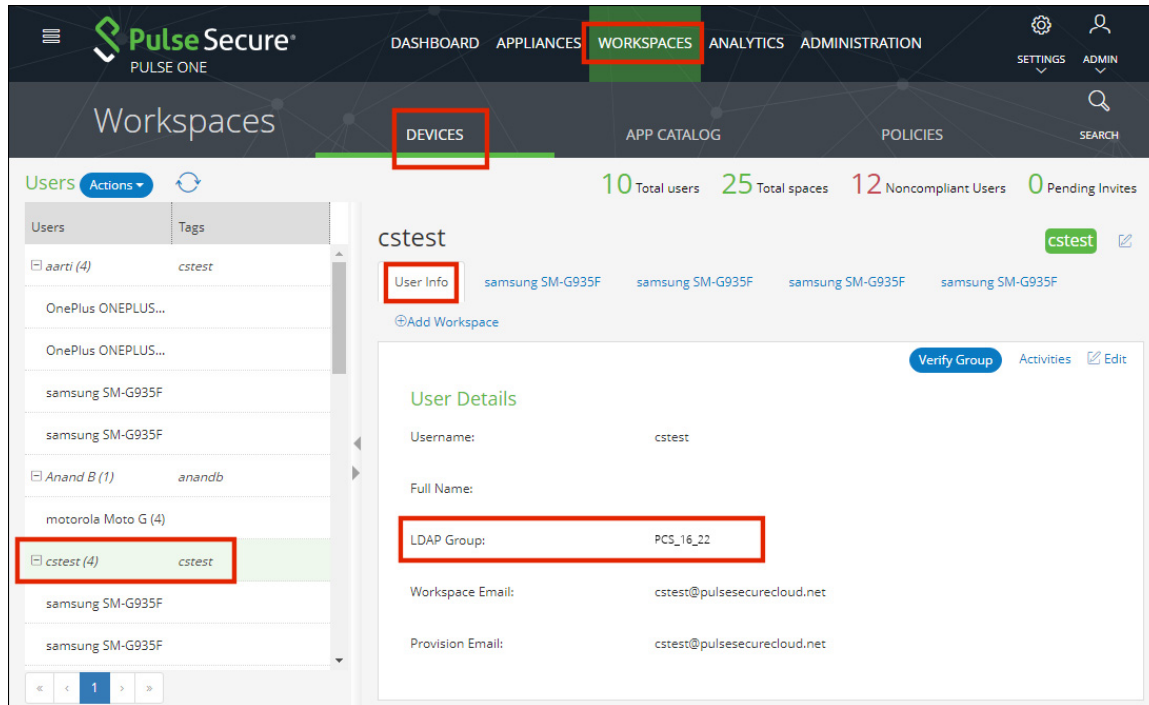 Pulse Secure®
PULSE ONE
DASHBOARD APPLIANCES WORKSPACES ANALYTICS ADMINISTRATION
SETTINGS ADMIN
Workspaces
DEVICES APP CATALOG POLICIES
SEARCH
Users Actions
10 Total users 25 Total spaces 12 Noncompliant Users 0 Pending Invites
Users Tags
aarti (4) cstest
OnePlus ONEPLUS...
OnePlus ONEPLUS...
samsung SM-G935F
samsung SM-G935F
Anand B (1) anandb
motorola Moto G (4)
cstest (4) cstest
samsung SM-G935F
samsung SM-G935F
« ‹ 1 › »
cstest cstest
User Info samsung SM-G935F samsung SM-G935F samsung SM-G935F samsung SM-G935F
Add Workspace
Verify Group Activities Edit
User Details
Username: cstest
Full Name:
LDAP Group: PCS_16_22
Workspace Email: cstest@pulsesecurecloud.net
Provision Email: cstest@pulsesecurecloud.net